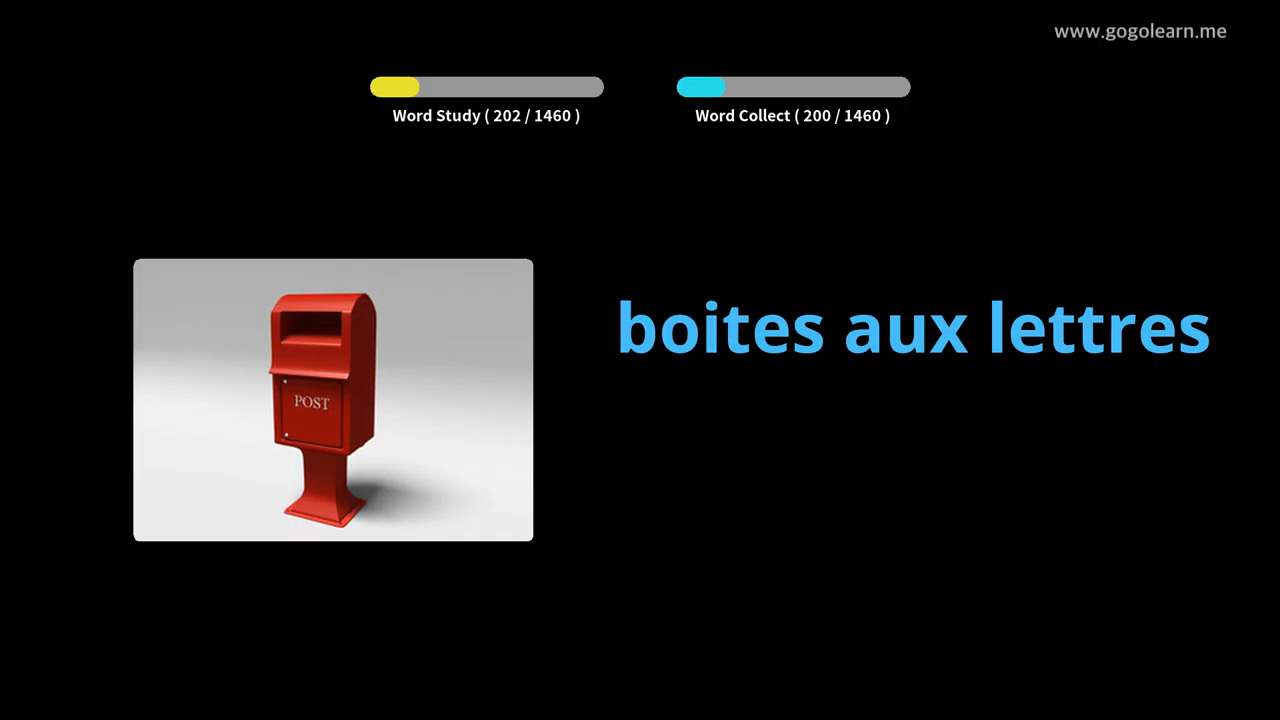 www.gogolearn.me
Word Study ( 202 / 1460 )
Word Collect ( 200 / 1460 )
boites aux lettres
POST